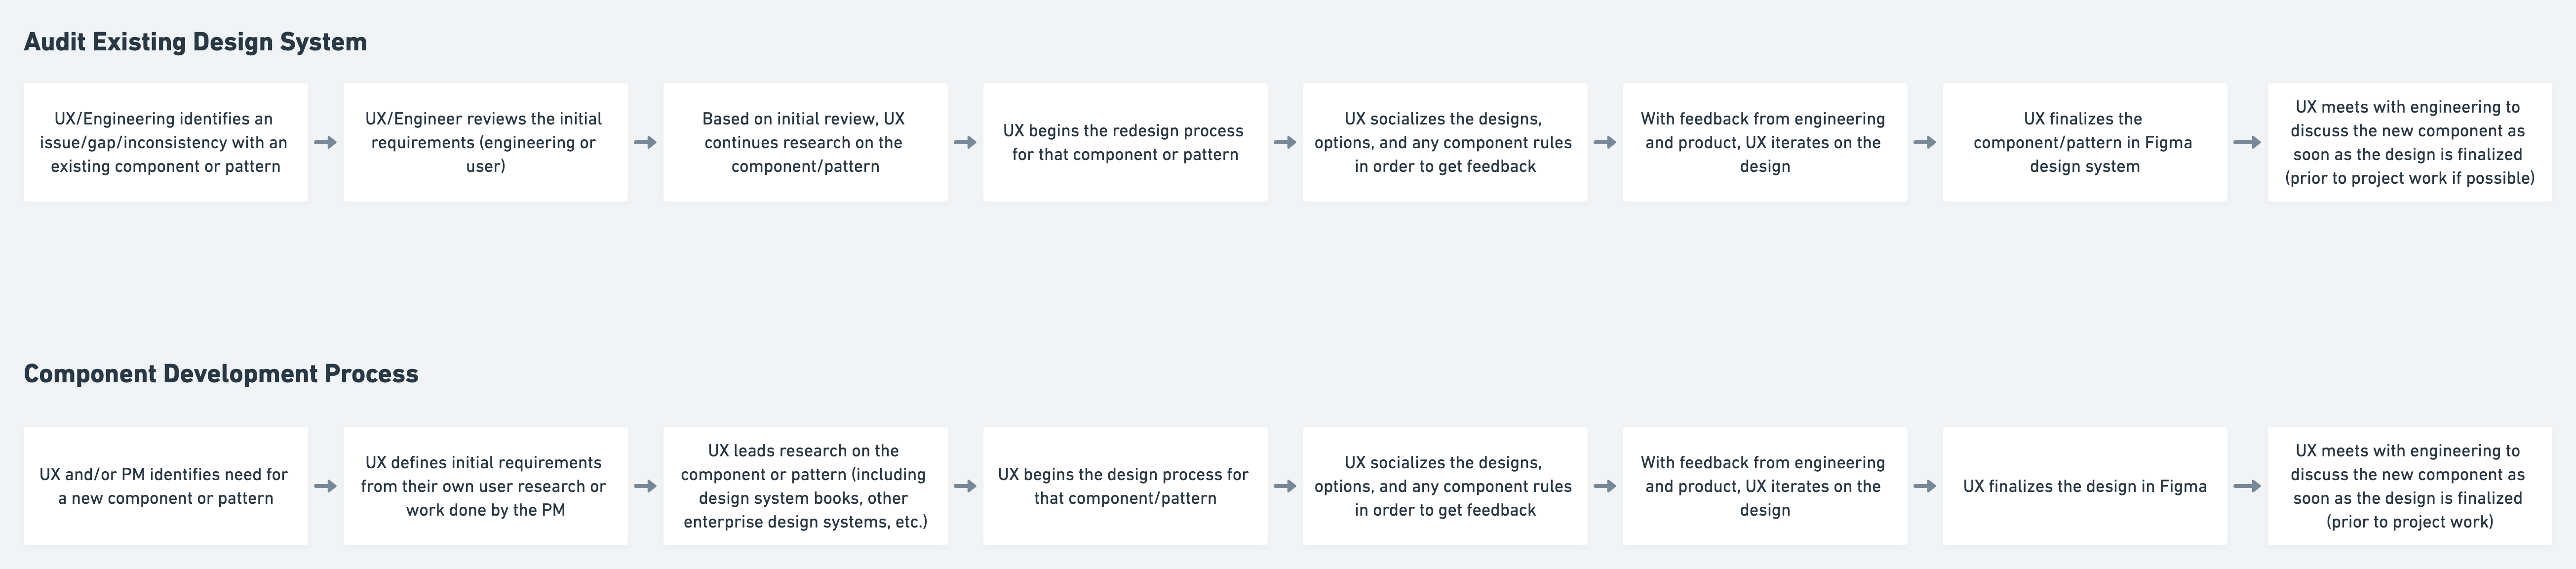 Audit Existing Design System
UX/Engineering identifies an
issue/gap/inconsistency with an
existing component or pattern
UX/Engineer reviews the initial
requirements (engineering or
user)
Based on initial review, UX
continues research on the
component/pattern
UX begins the redesign process
for that component or pattern
UX socializes the designs,
options, and any component rules
in order to get feedback
With feedback from engineering
and product, UX iterates on the
design
UX finalizes the
component/pattern in Figma
design system
UX meets with engineering to
discuss the new component as
soon as the design is finalized
(prior to project work if possible)
Component Development Process
UX and/or PM identifies need for
a new component or pattern
UX defines initial requirements
from their own user research or
work done by the PM
UX leads research on the
component or pattern (including
design system books, other
enterprise design systems, etc.)
UX begins the design process for
that component/pattern
UX socializes the designs,
options, and any component rules
in order to get feedback
With feedback from engineering
and product, UX iterates on the
design
UX finalizes the design in Figma
UX meets with engineering to
discuss the new component as
soon as the design is finalized
(prior to project work)